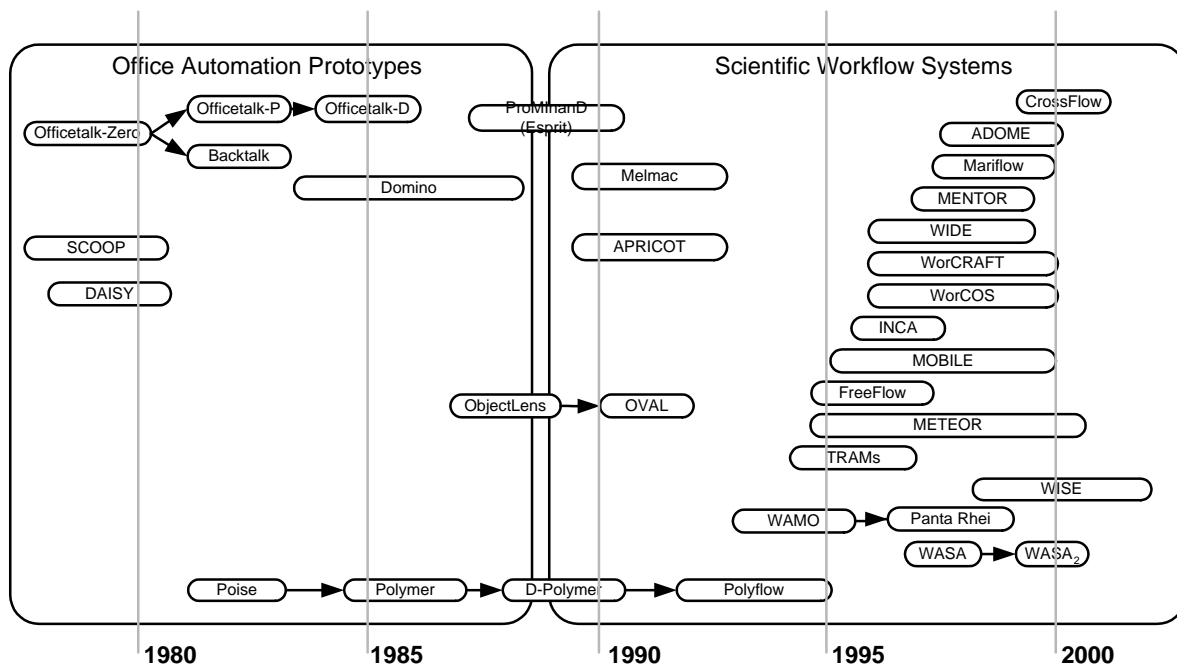 Office Automation Prototypes
Scientific Workflow Systems
Officetalk-Zero
Officetalk-P
Officetalk-D
Backtalk
Domino
SCOOP
DAISY
ProMInanD
(Esprit)
Melmac
APRICOT
ObjectLens
OVAL
CrossFlow
ADOME
Mariflow
MENTOR
WIDE
WorCRAFT
WorCOS
INCA
MOBILE
FreeFlow
METEOR
TRAMs
WISE
WAMO
Panta Rhei
WASA
WASA2
Poise
Polymer
D-Polymer
Polyflow
1980
1985
1990
1995
2000